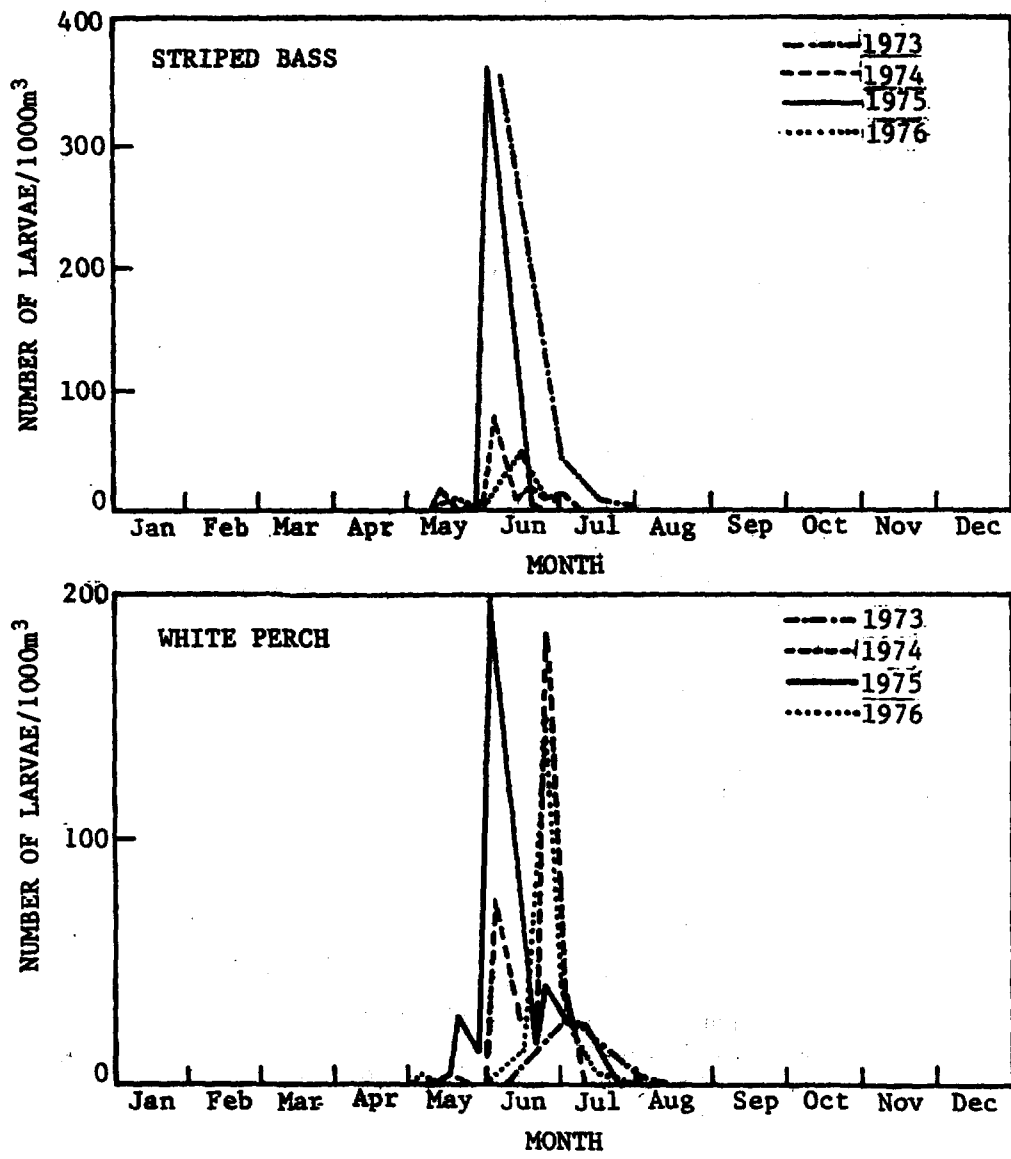 STRIPED BASS
1973
1974
1975
1976
NUMBER OF LARVAE/1000m³
400
300
200
100
0
Jan Feb Mar Apr May Jun Jul Aug Sep Oct Nov Dec
MONTH
WHITE PERCH
1973
1974
1975
1976
NUMBER OF LARVAE/1000m³
200
100
0
Jan Feb Mar Apr May Jun Jul Aug Sep Oct Nov Dec
MONTH